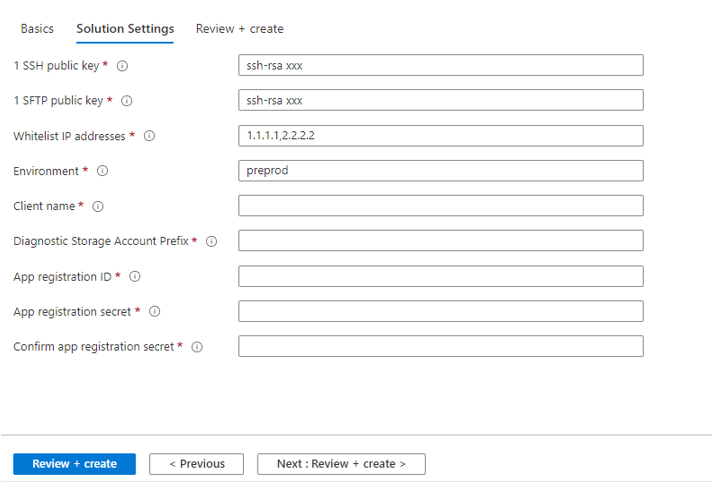 Basics Solution Settings Review + create
1 SSH public key * ssh-rsa xxx
1 SFTP public key * ssh-rsa xxx
Whitelist IP addresses * 1.1.1.1,2.2.2.2
Environment * preprod
Client name *
Diagnostic Storage Account Prefix *
App registration ID *
App registration secret *
Confirm app registration secret *
Review + create < Previous Next : Review + create >